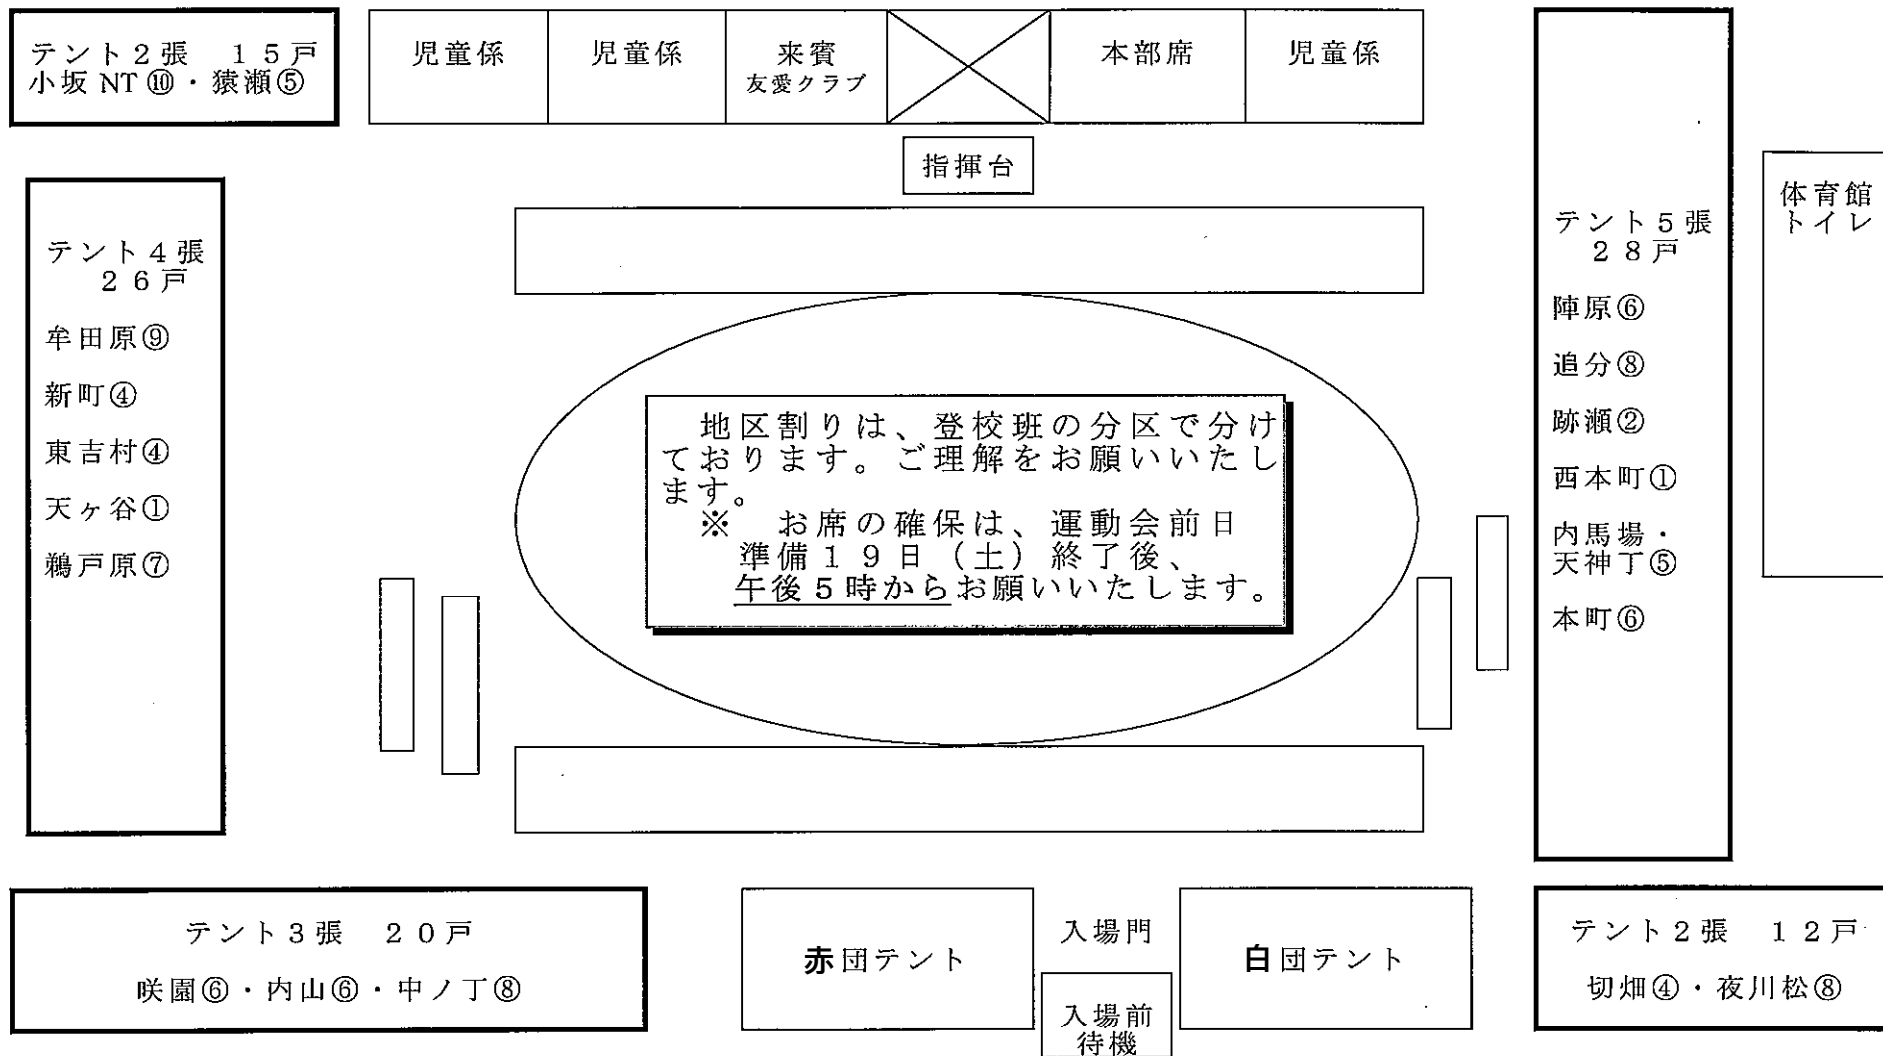 テント2張　15戸
小坂NT⑩・猿瀬⑤
児童係
児童係
来賓
友愛クラブ
本部席
児童係
指揮台
テント4張
26戸
牟田原⑨
新町④
東吉村④
天ヶ谷①
鵜戸原⑦
地区割りは、登校班の分区で分け
ております。ご理解をお願いいたし
ます。
※　お席の確保は、運動会前日
準備19日（土）終了後、
午後5時からお願いいたします。
テント5張
28戸
陣原⑥
追分⑧
跡瀬②
西本町①
内馬場・
天神丁⑤
本町⑥
体育館
トイレ
テント3張　20戸
咲園⑥・内山⑥・中ノ丁⑧
赤団テント
入場門
入場前
待機
白団テント
テント2張　12戸
切畑④・夜川松⑧